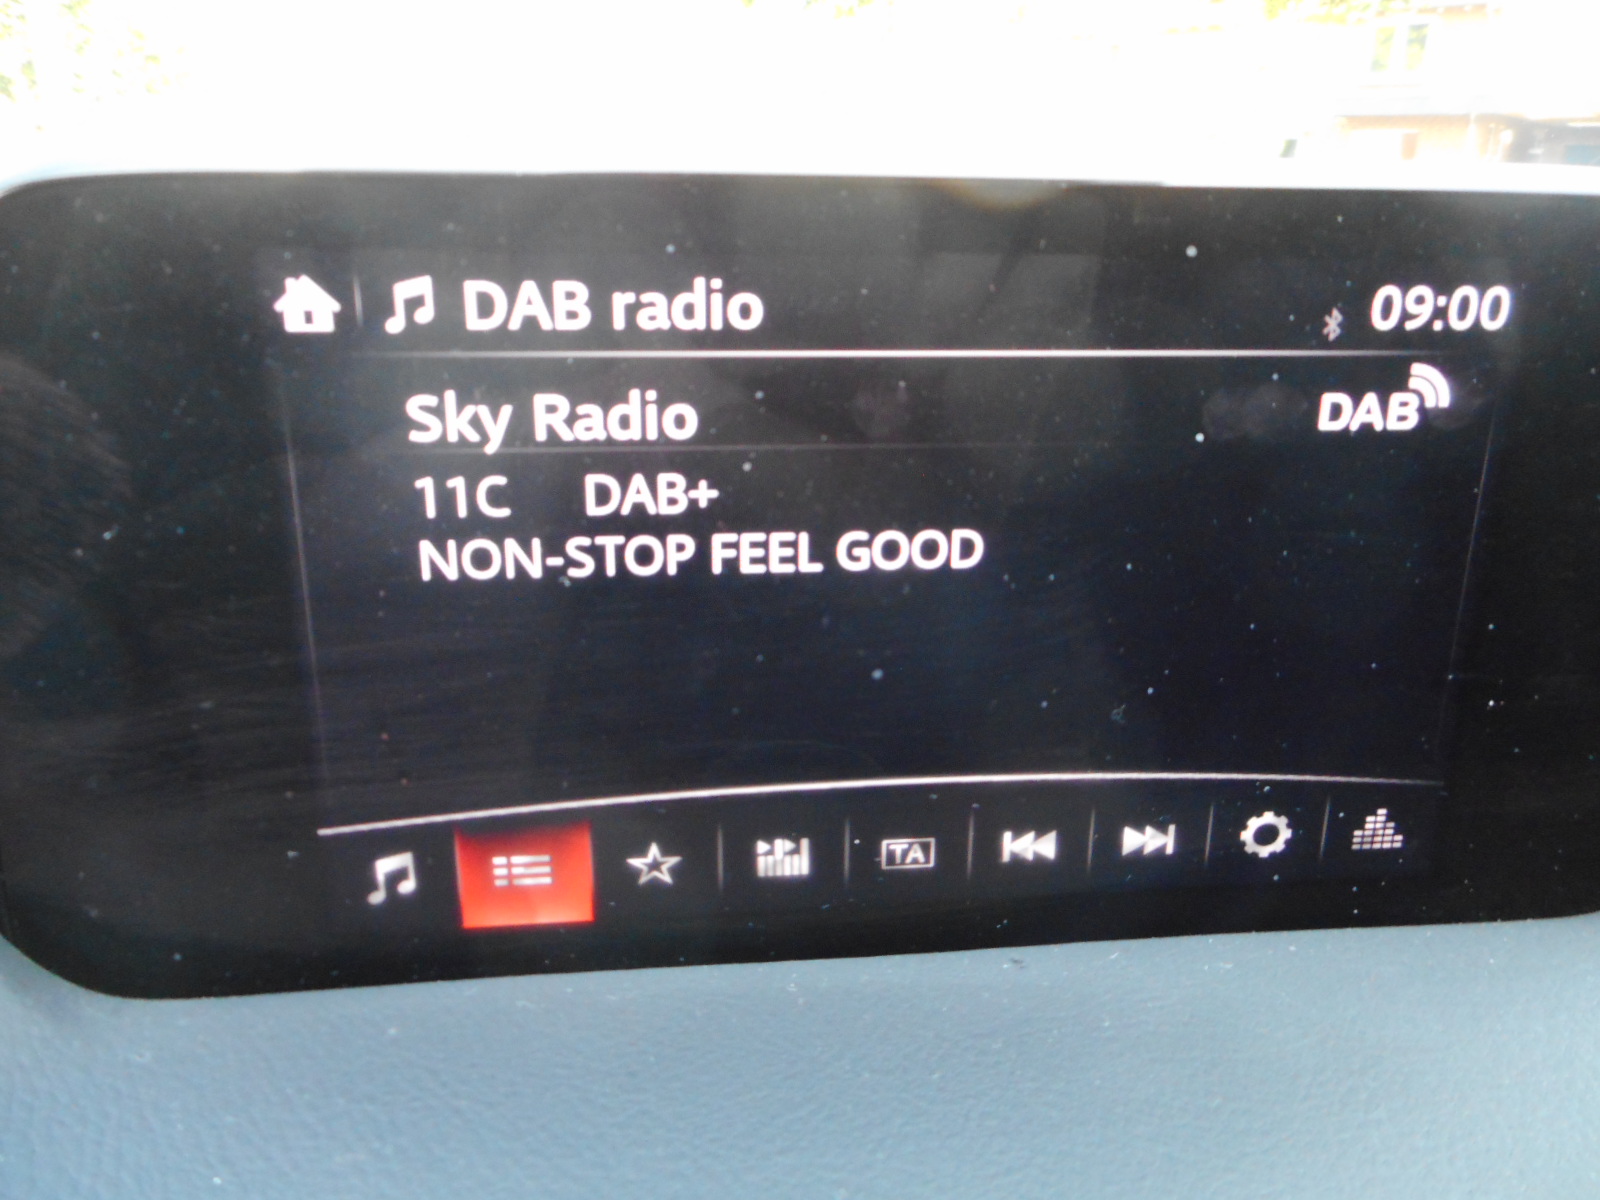 DAB radio 09:00
Sky Radio DAB
11C DAB+
NON-STOP FEEL GOOD
TA